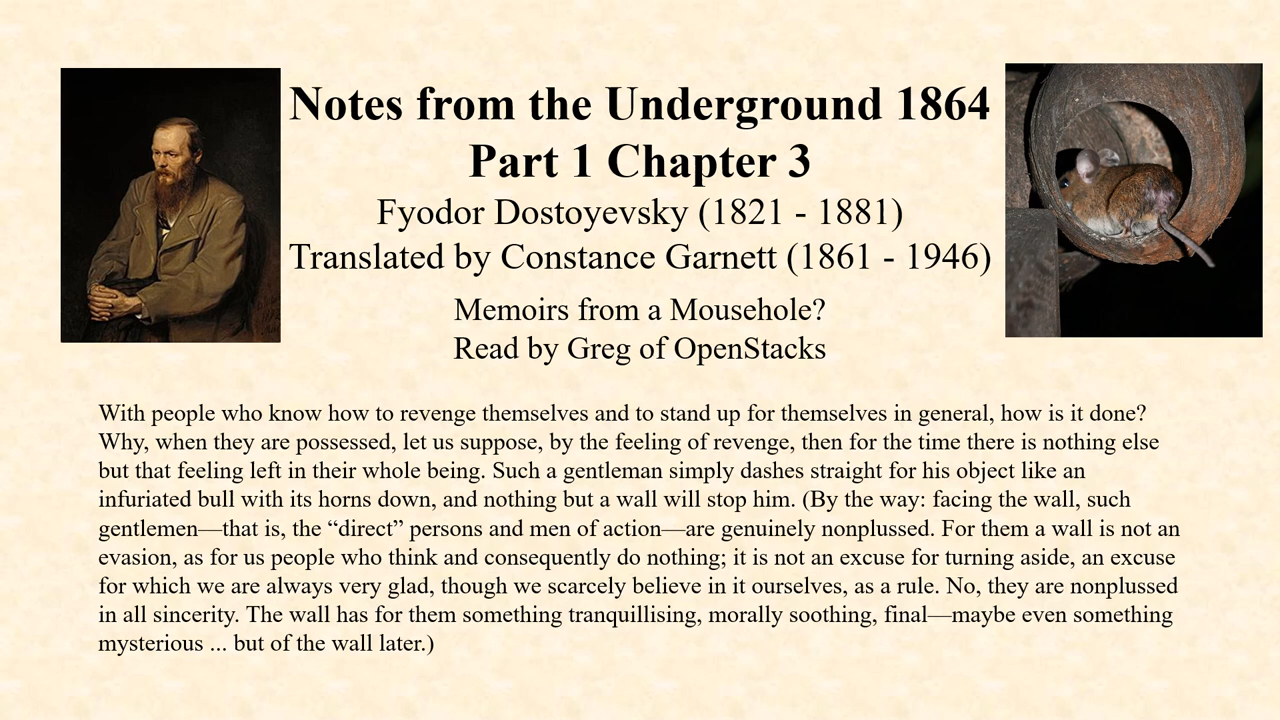 Notes from the Underground 1864
Part 1 Chapter 3
Fyodor Dostoyevsky (1821 - 1881)
Translated by Constance Garnett (1861 - 1946)
Memoirs from a Mousehole?
Read by Greg of OpenStacks
With people who know how to revenge themselves and to stand up for themselves in general, how is it done?
Why, when they are possessed, let us suppose, by the feeling of revenge, then for the time there is nothing else
but that feeling left in their whole being. Such a gentleman simply dashes straight for his object like an
infuriated bull with its horns down, and nothing but a wall will stop him. (By the way: facing the wall, such
gentlemen—that is, the “direct” persons and men of action—are genuinely nonplussed. For them a wall is not an
evasion, as for us people who think and consequently do nothing; it is not an excuse for turning aside, an excuse
for which we are always very glad, though we scarcely believe in it ourselves, as a rule. No, they are nonplussed
in all sincerity. The wall has for them something tranquillising, morally soothing, final—maybe even something
mysterious ... but of the wall later.)